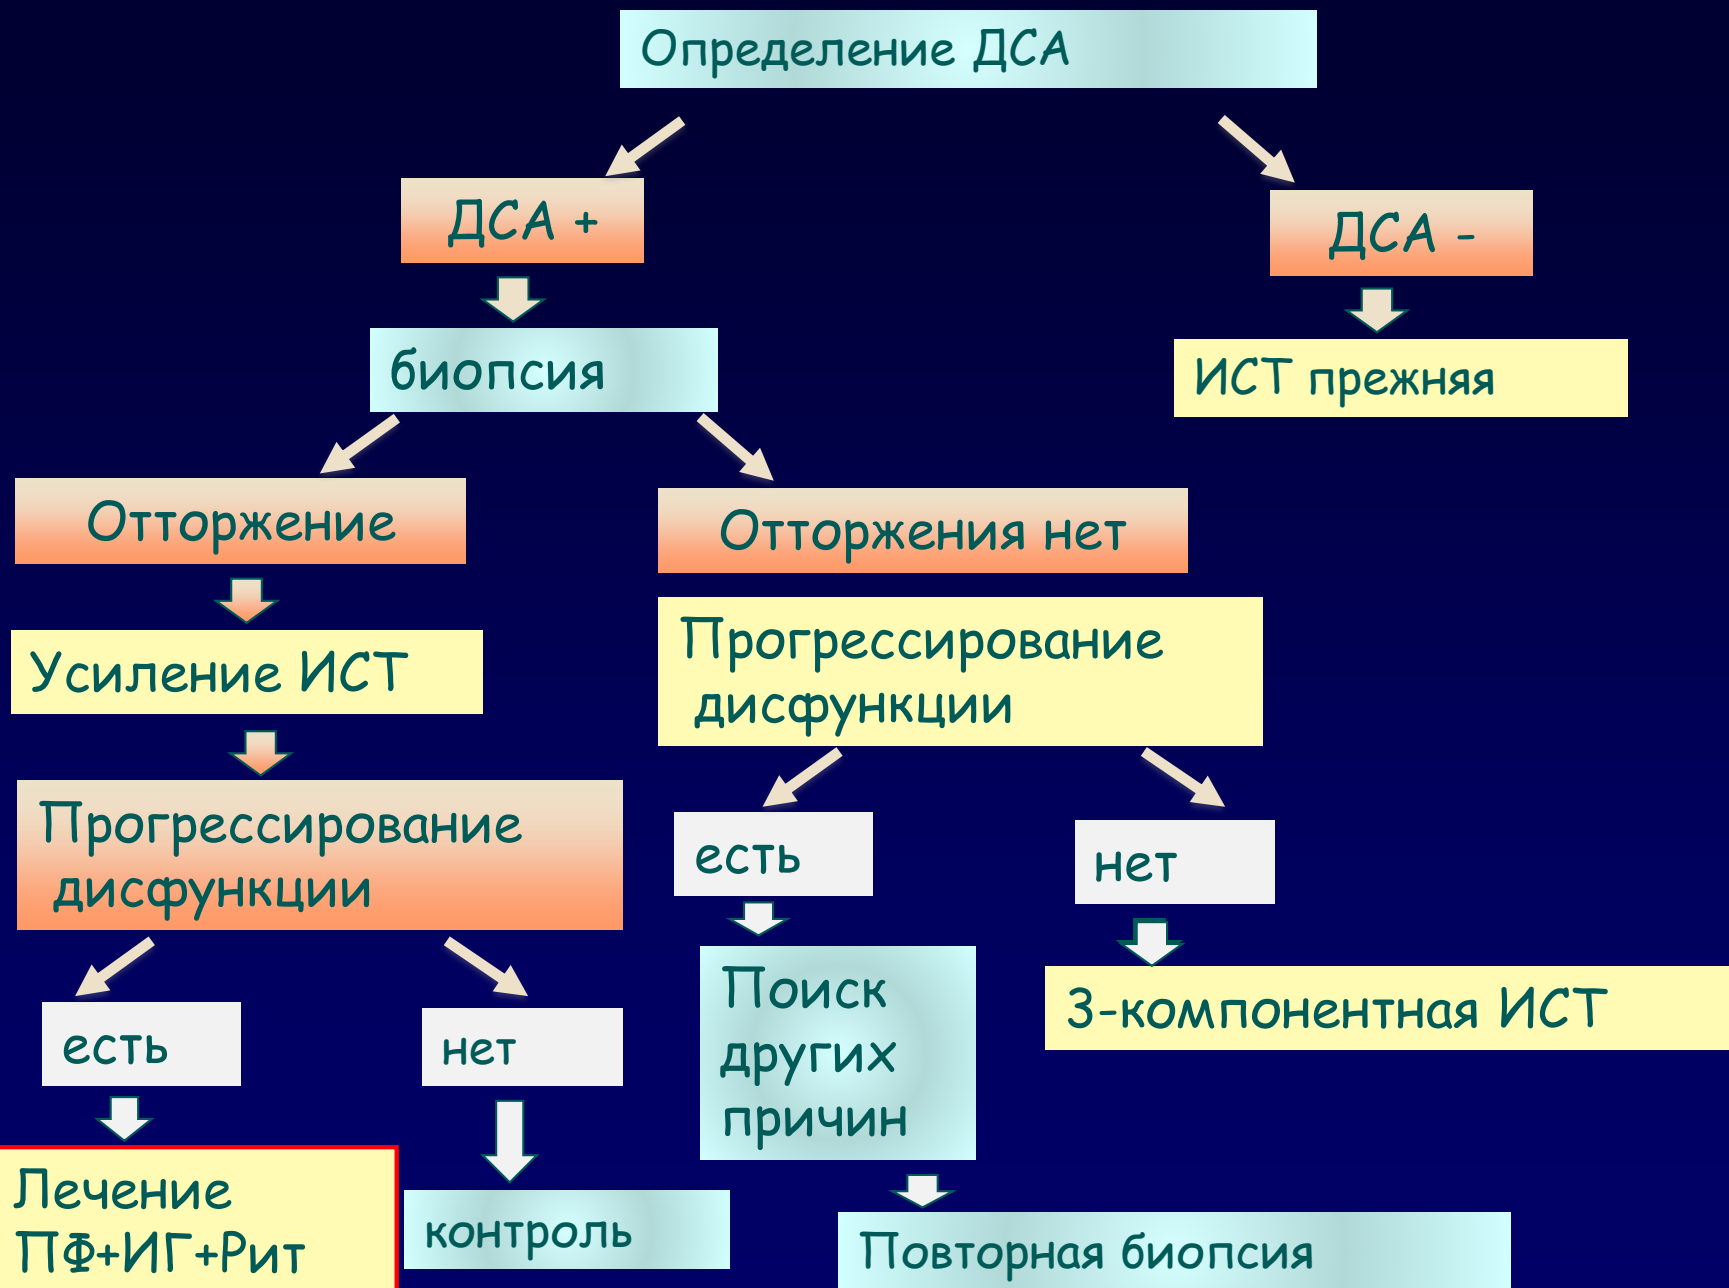 Определение ДСА
ДСА +
ДСА -
биопсия
ИСТ прежняя
Отторжение
Отторжения нет
Усиление ИСТ
Прогрессирование
дисфункции
Прогрессирование
дисфункции
есть
нет
есть
нет
Поиск
других
причин
3-компонентная ИСТ
Лечение
ПФ+ИГ+Рит
контроль
Повторная биопсия